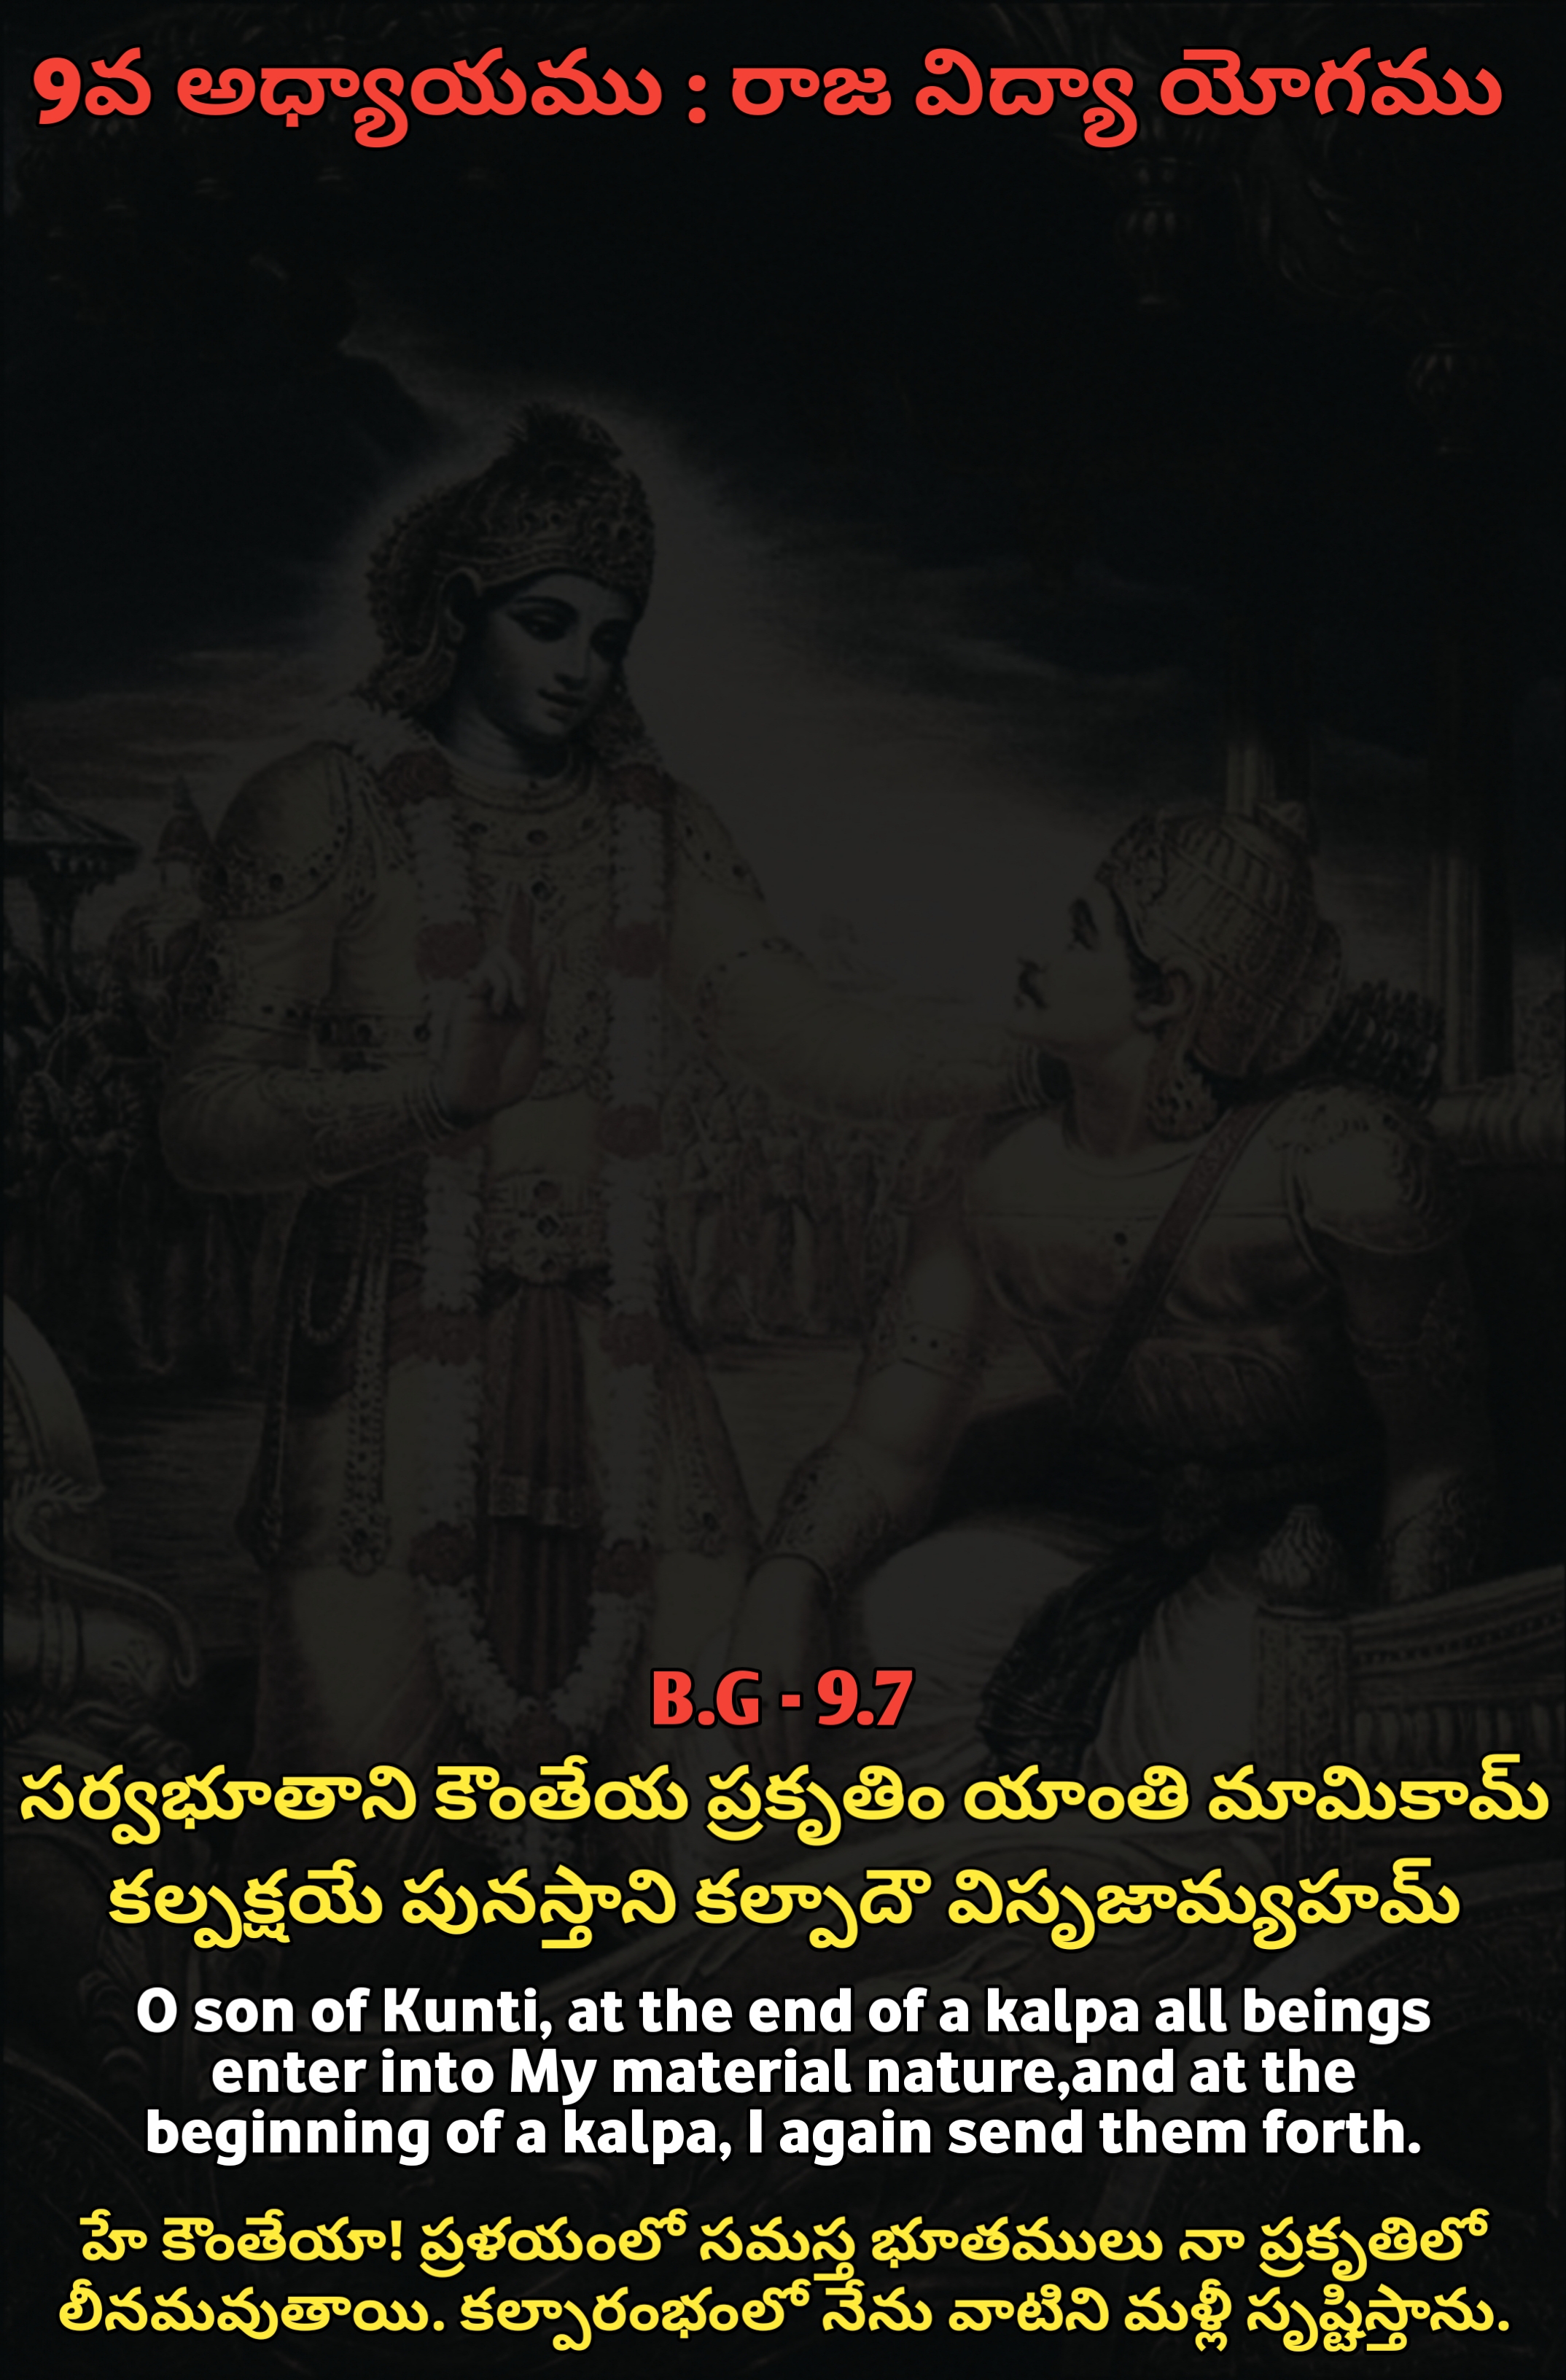 9వ అధ్యాయము : రాజ విద్యా యోగము
B.G - 9.7
సర్వభూతాని కౌంతేయ ప్రకృతిం యాంతి మామికామ్
కల్పక్షయే పునస్తాని కల్పాదౌ విసృజామ్యహమ్
O son of Kunti, at the end of a kalpa all beings
enter into My material nature,and at the
beginning of a kalpa, I again send them forth.
హే కౌంతేయా! ప్రళయంలో సమస్త భూతములు నా ప్రకృతిలో
లీనమవుతాయి. కల్పారంభంలో నేను వాటిని మళ్లీ సృష్టిస్తాను.